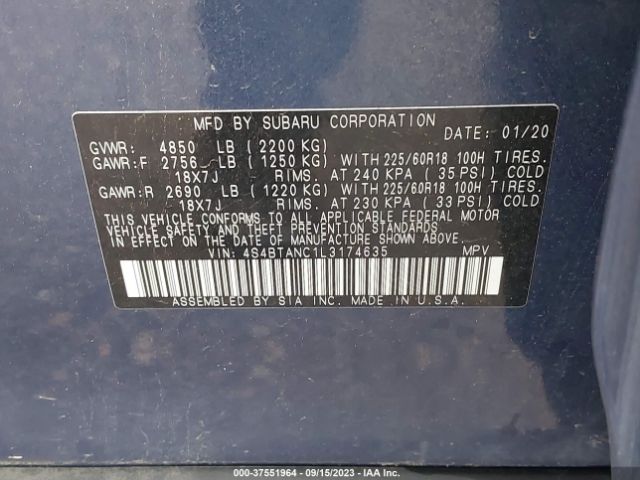 MFD BY SUBARU CORPORATION
DATE: 01/20
GVWR: 4850 LB (2200 KG)
GAWR:F 2756 LB (1250 KG) WITH 225/60R18 100H TIRES.
18X7J RIMS. AT 240 KPA (35 PSI) COLD
GAWR:R 2690 LB (1220 KG) WITH 225/60R18 100H TIRES.
18X7J RIMS. AT 230 KPA (33 PSI) COLD
THIS VEHICLE CONFORMS TO ALL APPLICABLE FEDERAL MOTOR
VEHICLE SAFETY AND THEFT PREVENTION STANDARDS IN EFFECT
ON THE DATE OF MANUFACTURE SHOWN ABOVE.
VIN: 4S4BTANC1L3174635 MPV
ASSEMBLED BY SIA INC. MADE IN U.S.A.
000-37551964 - 09/15/2023 - IAA Inc.